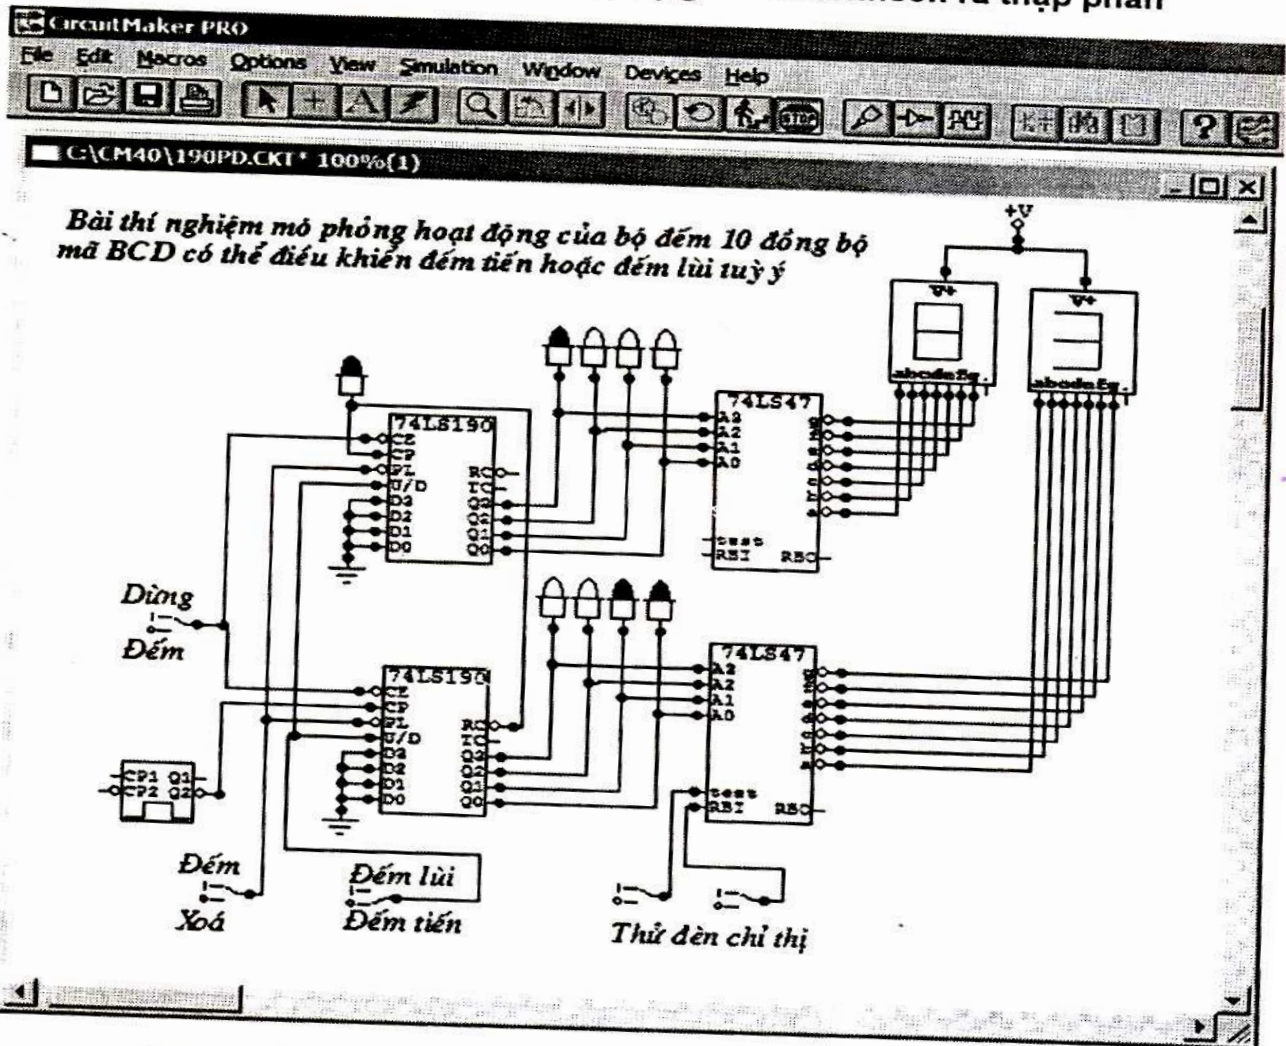 ra thập phân
CircuitMaker PRO
File Edit Macros Options View Simulation Window Devices Help
STOP
C:\CM40\190PD.CKT* 100%(1)
Bài thí nghiệm mô phỏng hoạt động của bộ đếm 10 đồng bộ
mã BCD có thể điều khiển đếm tiến hoặc đếm lùi tuỳ ý
+V
V+
V+
abcdefg.
abcdefg.
74LS190
CE
CP
PL
U/D
D3
D2
D1
D0
RC
TC
Q3
Q2
Q1
Q0
74LS47
A3
A2
A1
A0
test
RBI
RBO
g
f
e
d
c
b
a
Dừng
Đếm
74LS190
CE
CP
PL
U/D
D3
D2
D1
D0
RC
TC
Q3
Q2
Q1
Q0
74LS47
A3
A2
A1
A0
test
RBI
RBO
g
f
e
d
c
b
a
CP1 Q1
CP2 Q2
Đếm
Xoá
Đếm lùi
Đếm tiến
Thử đèn chỉ thị